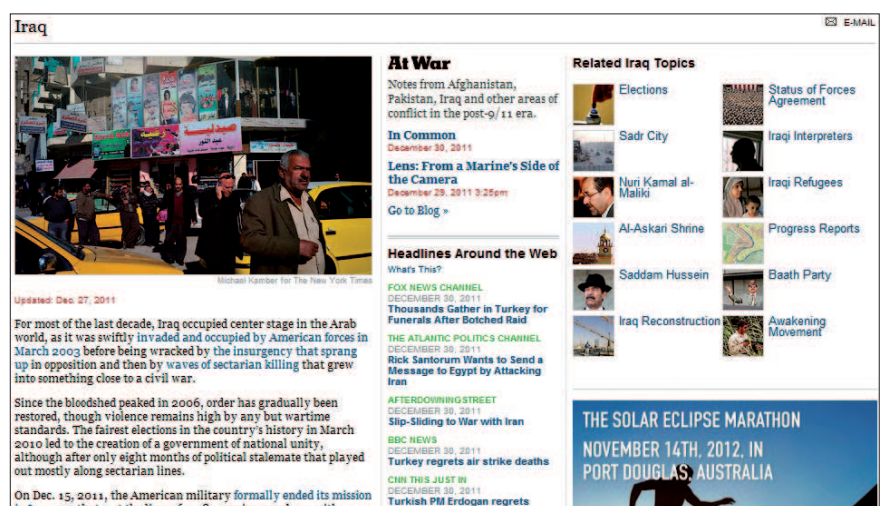 Iraq
E-MAIL
Michael Kamber for The New York Times
Updated: Dec. 27, 2011
For most of the last decade, Iraq occupied center stage in the Arab
world, as it was swiftly invaded and occupied by American forces in
March 2003 before being wracked by the insurgency that sprang
up in opposition and then by waves of sectarian killing that grew
into something close to a civil war.
Since the bloodshed peaked in 2006, order has gradually been
restored, though violence remains high by any but wartime
standards. The fairest elections in the country's history in March
2010 led to the creation of a government of national unity,
although after only eight months of political stalemate that played
out mostly along sectarian lines.
On Dec. 15, 2011, the American military formally ended its mission
At War
Notes from Afghanistan,
Pakistan, Iraq and other areas of
conflict in the post-9/11 era.
In Common
December 30, 2011
Lens: From a Marine's Side of
the Camera
December 29, 2011 3:25pm
Go to Blog »
Headlines Around the Web
What's This?
FOX NEWS CHANNEL
DECEMBER 30, 2011
Thousands Gather in Turkey for
Funerals After Botched Raid
THE ATLANTIC POLITICS CHANNEL
DECEMBER 30, 2011
Rick Santorum Wants to Send a
Message to Egypt by Attacking
Iran
AFTERDOWNINGSTREET
DECEMBER 30, 2011
Slip-Sliding to War with Iran
BBC NEWS
DECEMBER 30, 2011
Turkey regrets air strike deaths
CNN THIS JUST IN
DECEMBER 30, 2011
Turkish PM Erdogan regrets
Related Iraq Topics
Elections
Sadr City
Nuri Kamal al-
Maliki
Al-Askari Shrine
Saddam Hussein
Iraq Reconstruction
Status of Forces
Agreement
Iraqi Interpreters
Iraqi Refugees
Progress Reports
Baath Party
Awakening
Movement
THE SOLAR ECLIPSE MARATHON
NOVEMBER 14TH, 2012, IN
PORT DOUGLAS, AUSTRALIA
صيدلية
عبد النور